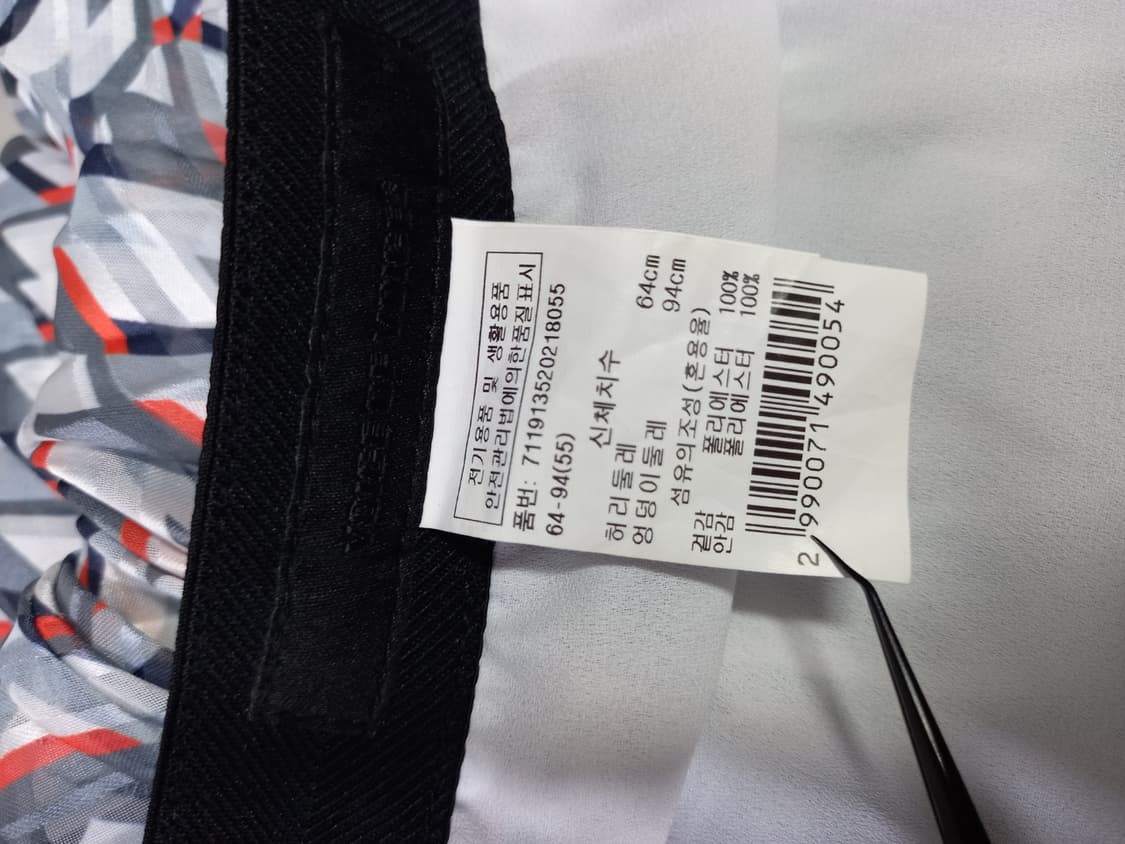 전기용품 및 생활용품
안전관리법에의한품질표시
품번: 711913520218055
64-94(55)
신체치수
허리둘레 64cm
엉덩이둘레 94cm
섬유의조성(혼용율)
겉감 폴리에스터 100%
안감 폴리에스터 100%
2 990071 490054